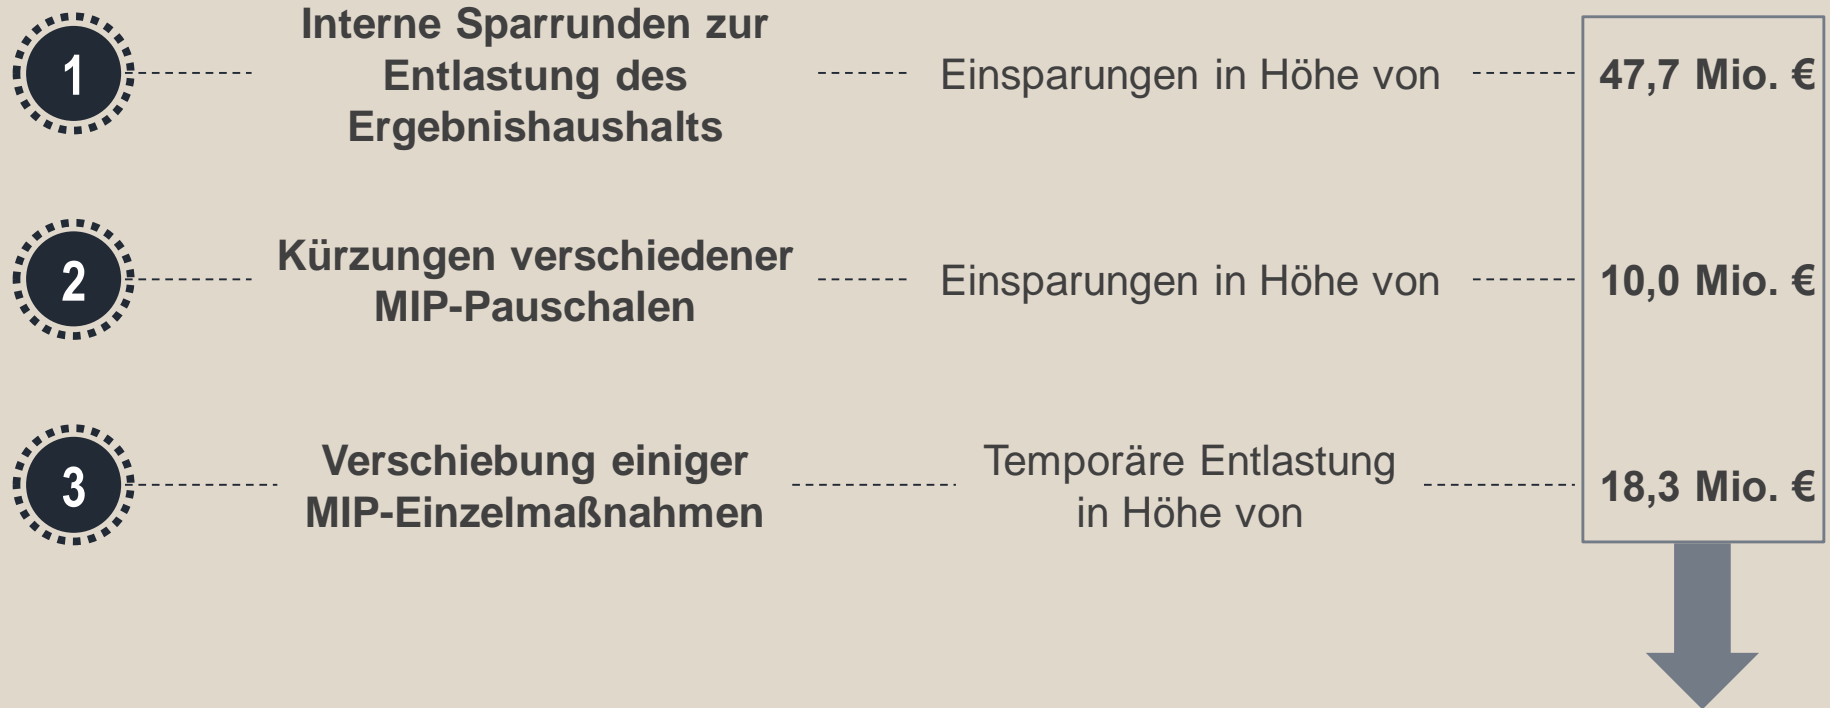 1
Interne Sparrunden zur
Entlastung des
Ergebnishaushalts
Einsparungen in Höhe von
47,7 Mio. €
2
Kürzungen verschiedener
MIP-Pauschalen
Einsparungen in Höhe von
10,0 Mio. €
3
Verschiebung einiger
MIP-Einzelmaßnahmen
Temporäre Entlastung
in Höhe von
18,3 Mio. €